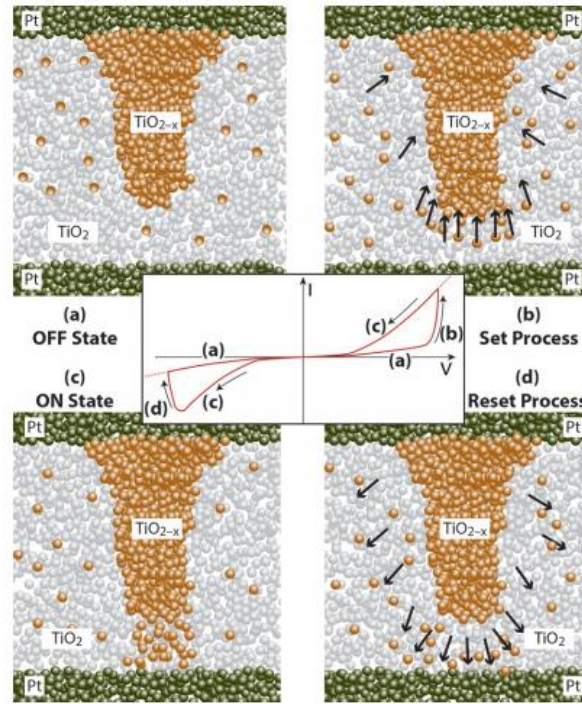 Pt
Pt
TiO₂₋ₓ
TiO₂₋ₓ
TiO₂
TiO₂
Pt
Pt
(a)
OFF State
(b)
Set Process
I
(c)
(b)
(a)
(a)
V
(d)
(c)
(c)
ON State
(d)
Reset Process
Pt
Pt
TiO₂₋ₓ
TiO₂₋ₓ
TiO₂
TiO₂
Pt
Pt